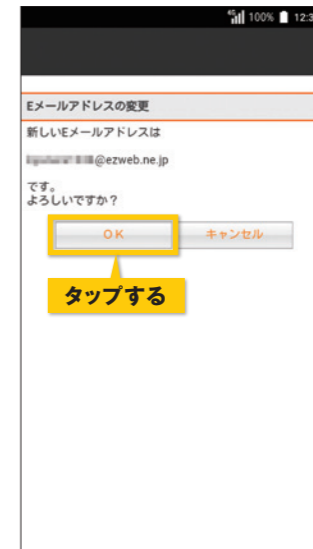 4G 100% 12:3
Eメールアドレスの変更
新しいEメールアドレスは
@ezweb.ne.jp
です。
よろしいですか？
OK キャンセル
タップする